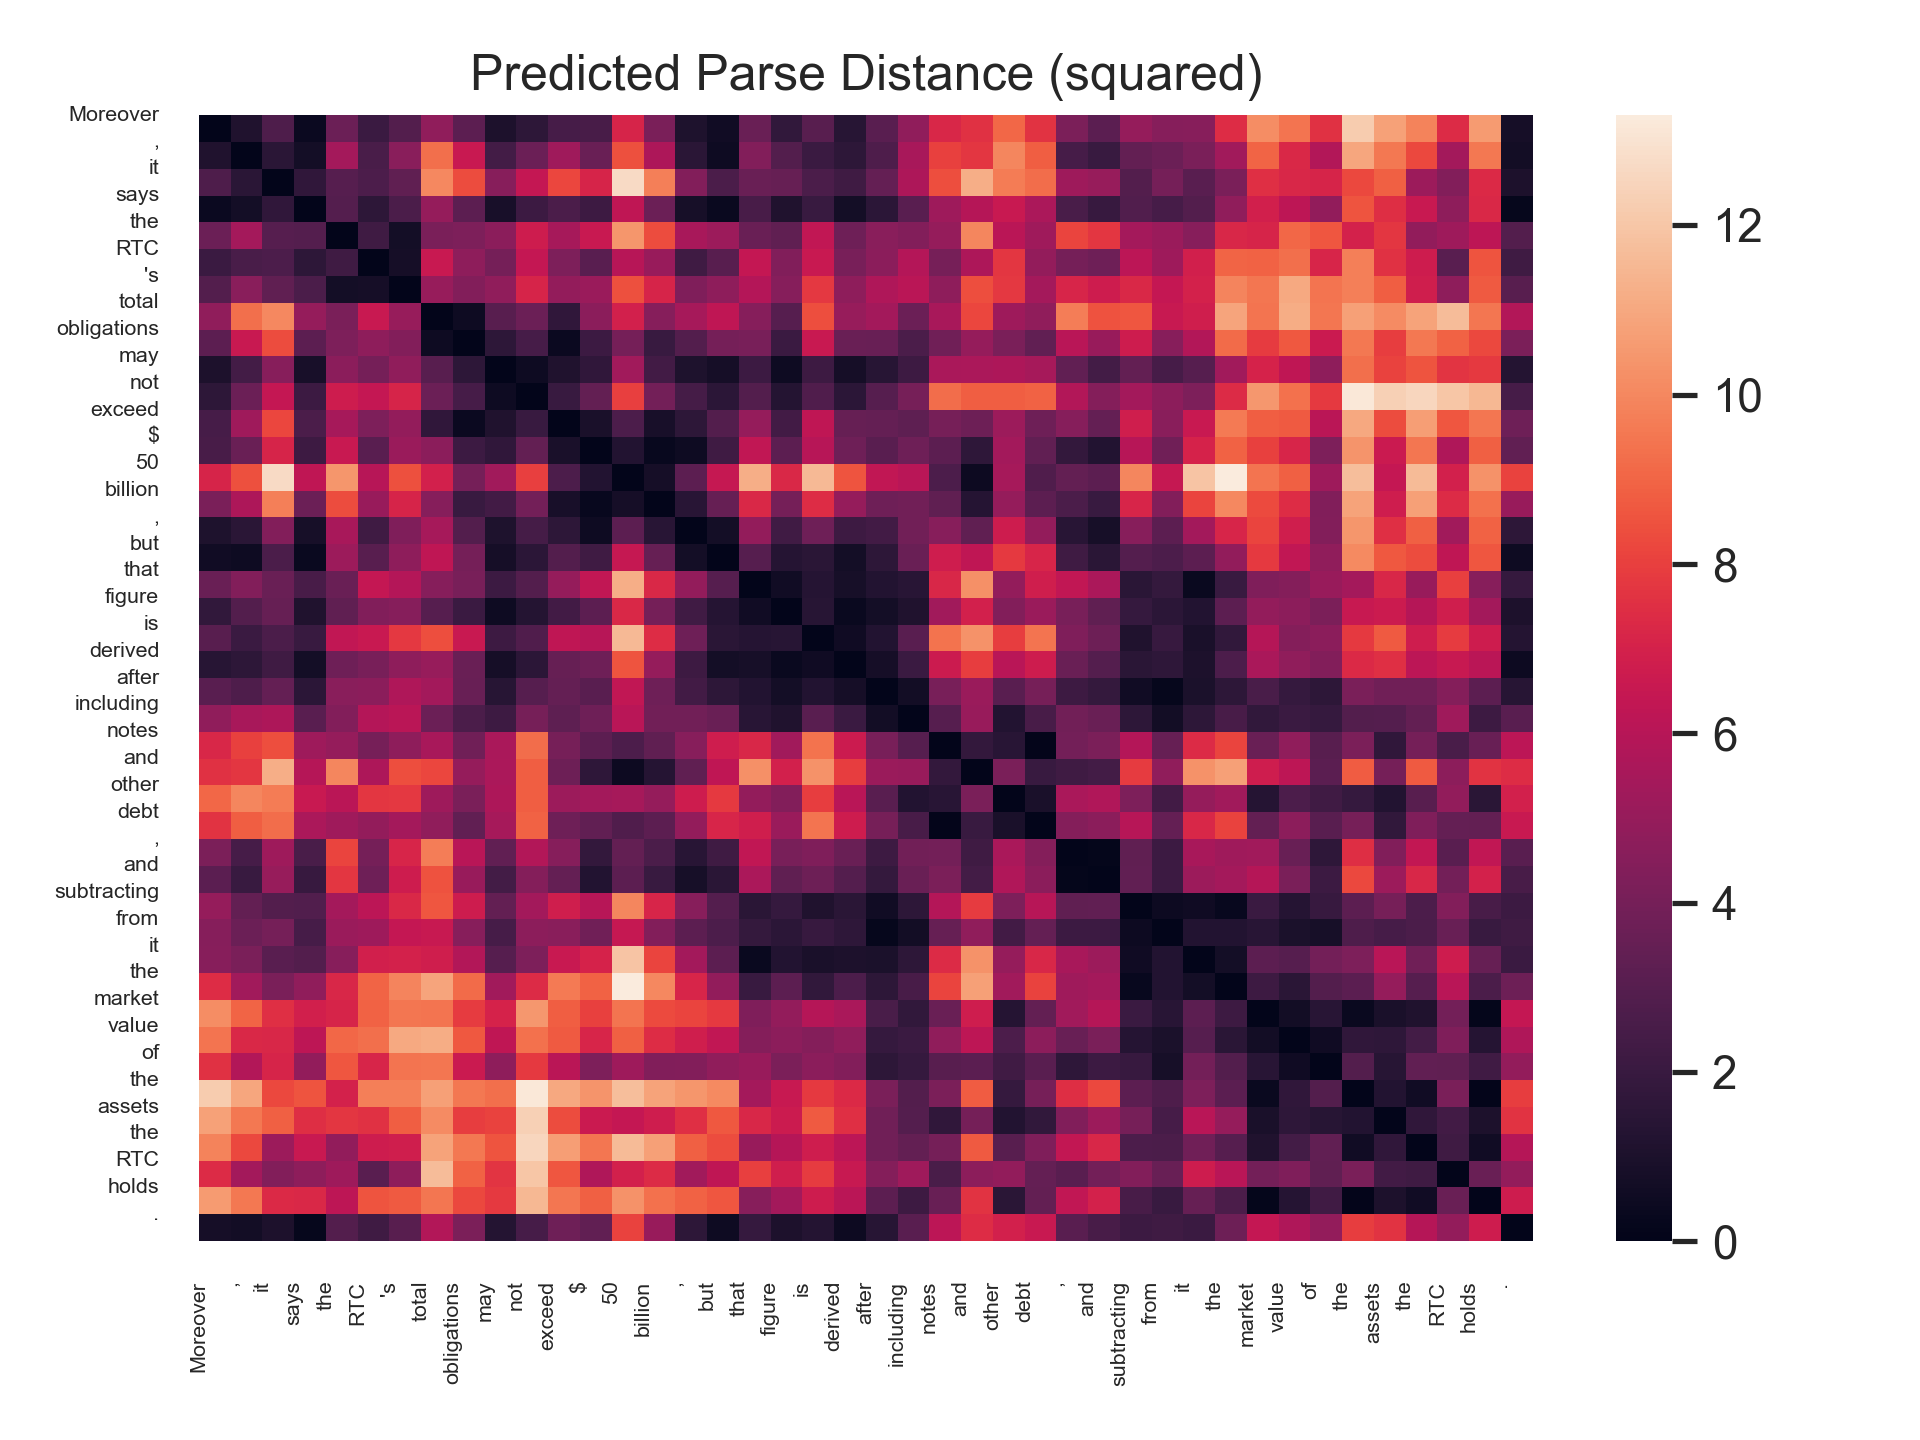 Predicted Parse Distance (squared)
Moreover
,
it
says
the
RTC
's
total
obligations
may
not
exceed
$
50
billion
,
but
that
figure
is
derived
after
including
notes
and
other
debt
,
and
subtracting
from
it
the
market
value
of
the
assets
the
RTC
holds
.
12
10
8
6
4
2
0
Moreover
,
it
says
the
RTC
's
total
obligations
may
not
exceed
$
50
billion
,
but
that
figure
is
derived
after
including
notes
and
other
debt
,
and
subtracting
from
it
the
market
value
of
the
assets
the
RTC
holds
.